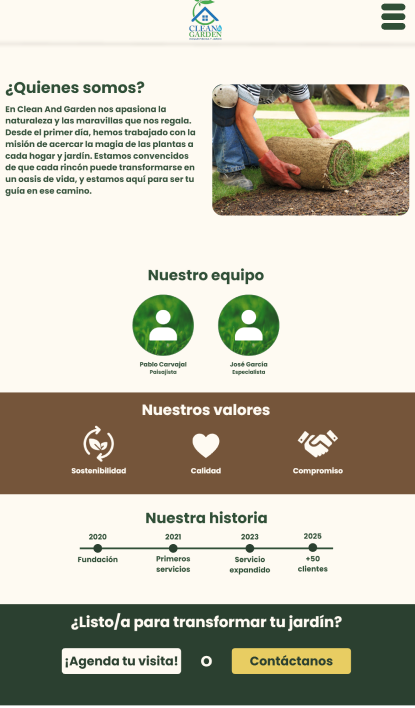 CLEAN
GARDEN
¿Quienes somos?
En Clean And Garden nos apasiona la
naturaleza y las maravillas que nos regala.
Desde el primer día, hemos trabajado con la
misión de acercar la magia de las plantas a
cada hogar y jardín. Estamos convencidos
de que cada rincón puede transformarse en
un oasis de vida, y estamos aquí para ser tu
guía en ese camino.
Nuestro equipo
Pablo Carvajal
Paisajista
José García
Especialista
Nuestros valores
Sostenibilidad
Calidad
Compromiso
Nuestra historia
2020
Fundación
2021
Primeros
servicios
2023
Servicio
expandido
2025
+50
clientes
¿Listo/a para transformar tu jardín?
¡Agenda tu visita!
O
Contáctanos